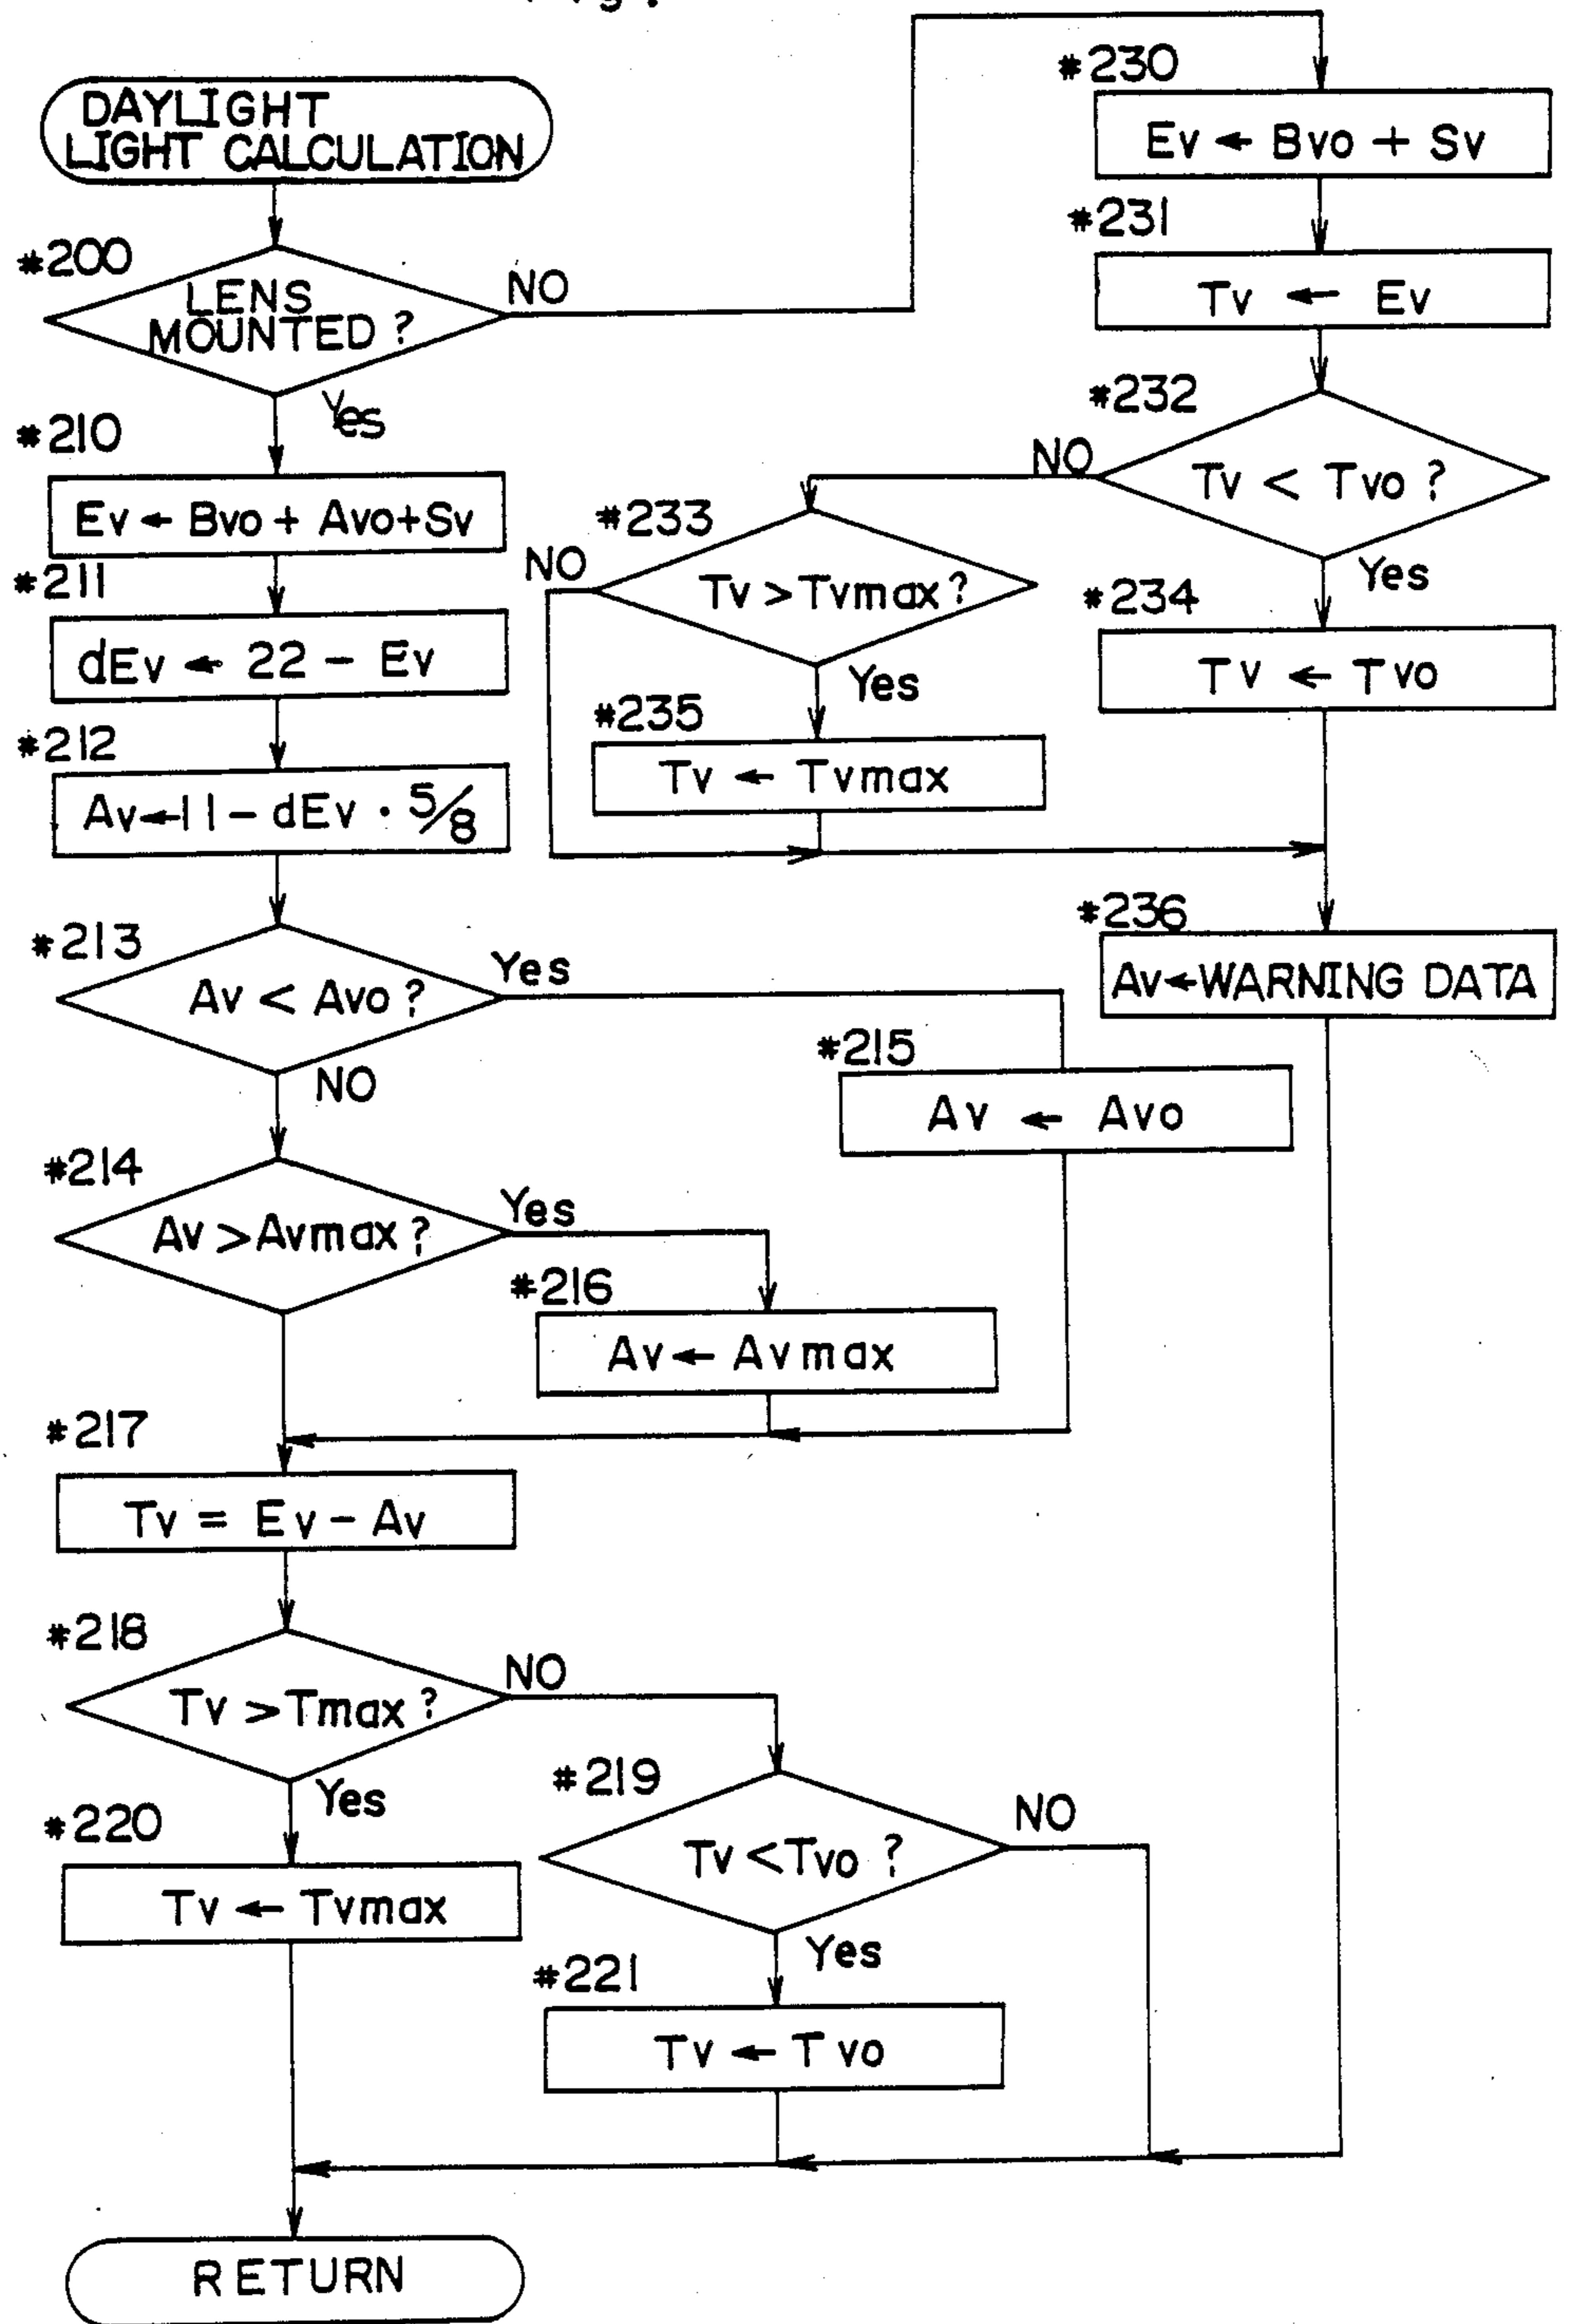 DAYLIGHT
LIGHT CALCULATION
#200
LENS
MOUNTED ?
NO
Yes
#210
Ev ← Bvo + Avo + Sv
#211
dEv ← 22 - Ev
#212
Av ← 11 - dEv · 5/8
#213
Av < Avo ?
Yes
NO
#215
Av ← Avo
#214
Av > Avmax ?
Yes
#216
Av ← Avmax
#217
Tv = Ev - Av
#218
Tv > Tmax ?
NO
Yes
#219
Tv < Tvo ?
NO
Yes
#220
Tv ← Tvmax
#221
Tv ← Tvo
#230
Ev ← Bvo + Sv
#231
Tv ← Ev
#232
Tv < Tvo ?
NO
Yes
#233
Tv > Tvmax ?
NO
Yes
#234
Tv ← Tvo
#235
Tv ← Tvmax
#236
Av ← WARNING DATA
RETURN